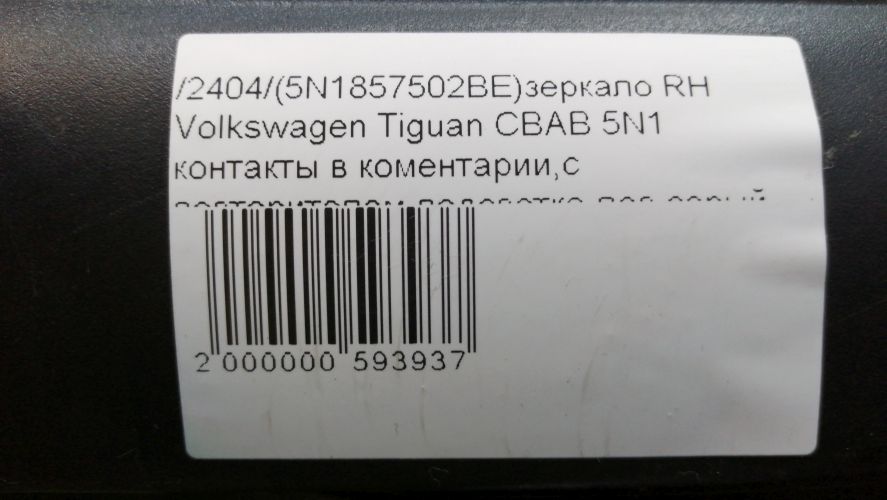 /2404/(5N1857502BE)зеркало RH
Volkswagen Tiguan CBAB 5N1
контакты в коментарии,с
2 000000 593937